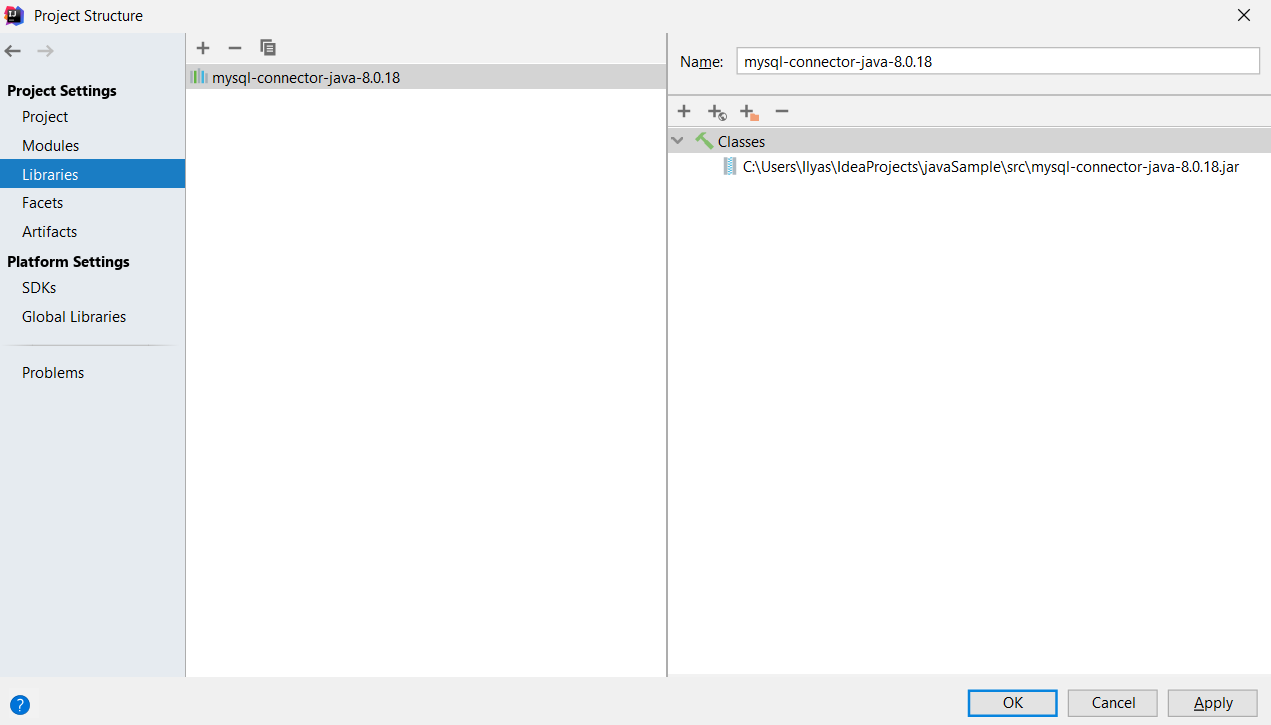 Project Structure
Project Settings
Project
Modules
Libraries
Facets
Artifacts
Platform Settings
SDKs
Global Libraries
Problems
mysql-connector-java-8.0.18
Name: mysql-connector-java-8.0.18
Classes
C:\Users\Ilyas\IdeaProjects\javaSample\src\mysql-connector-java-8.0.18.jar
? OK Cancel Apply